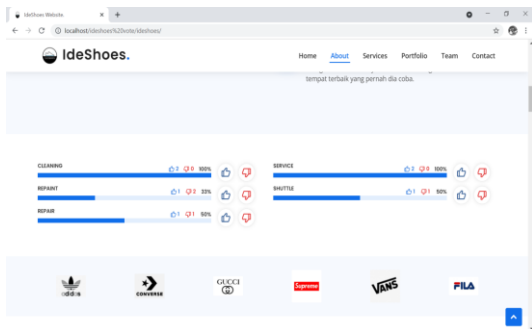 IdeShoes Website
localhost/ideshoes%20vote/ideshoes/
IdeShoes.
Home About Services Portfolio Team Contact
tempat terbaik yang pernah dia coba.
CLEANING 2 0 100%
REPAINT 1 2 33%
REPAIR 1 1 50%
SERVICE 2 0 100%
SHUTTLE 1 1 50%
adidas
CONVERSE
GUCCI
Supreme
VANS
FILA